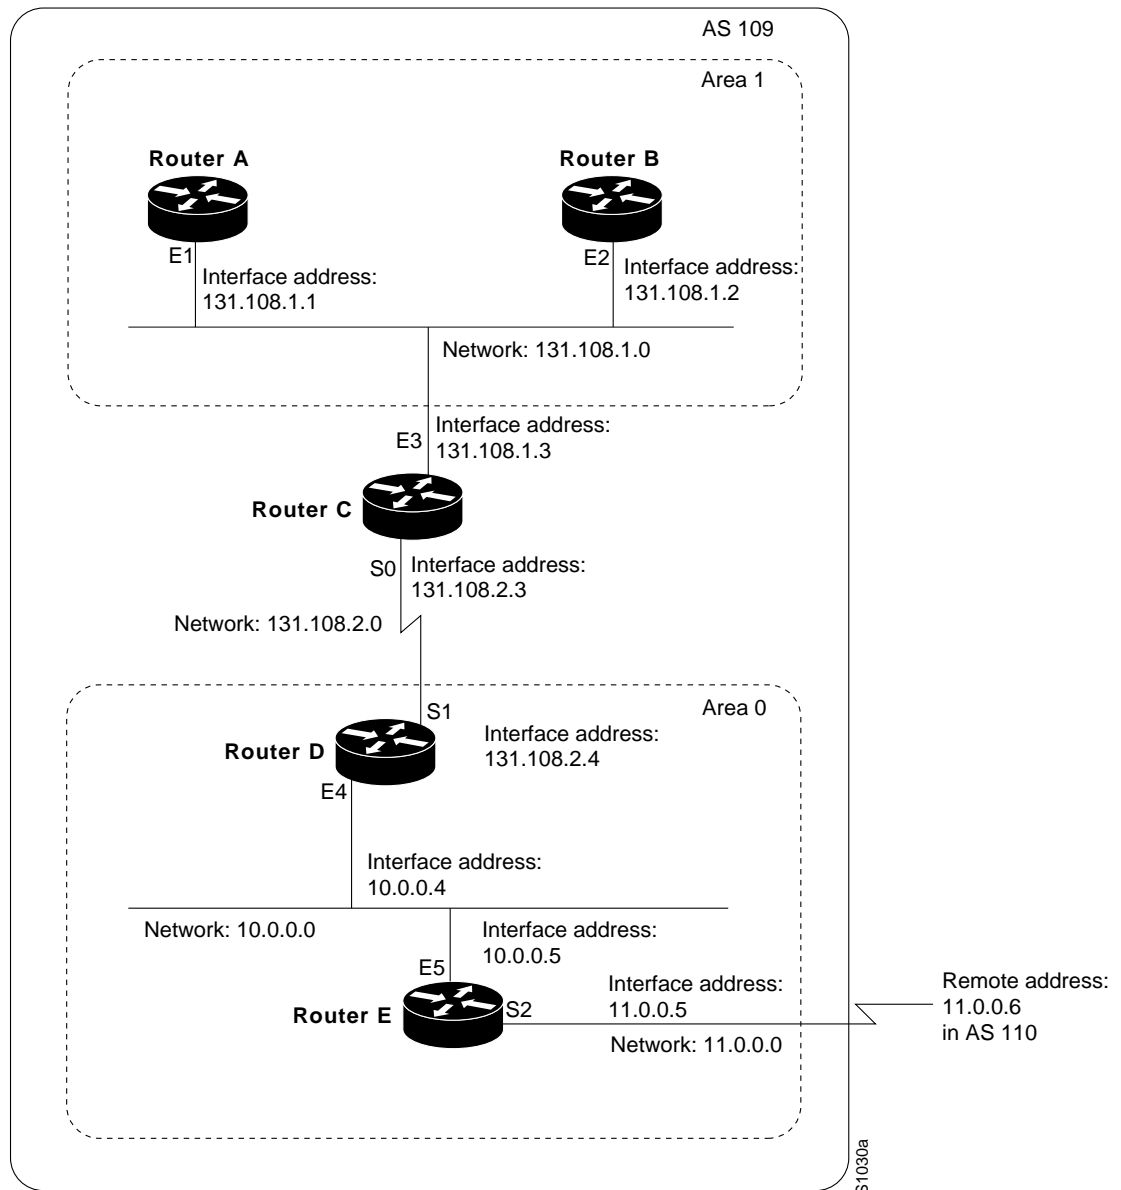 AS 109
Area 1
Router A
Router B
E1
Interface address:
131.108.1.1
E2
Interface address:
131.108.1.2
Network: 131.108.1.0
E3
Interface address:
131.108.1.3
Router C
S0
Interface address:
131.108.2.3
Network: 131.108.2.0
Area 0
S1
Router D
Interface address:
131.108.2.4
E4
Interface address:
10.0.0.4
Network: 10.0.0.0
Interface address:
10.0.0.5
E5
Router E
S2
Interface address:
11.0.0.5
Network: 11.0.0.0
Remote address:
11.0.0.6
in AS 110
S1030a